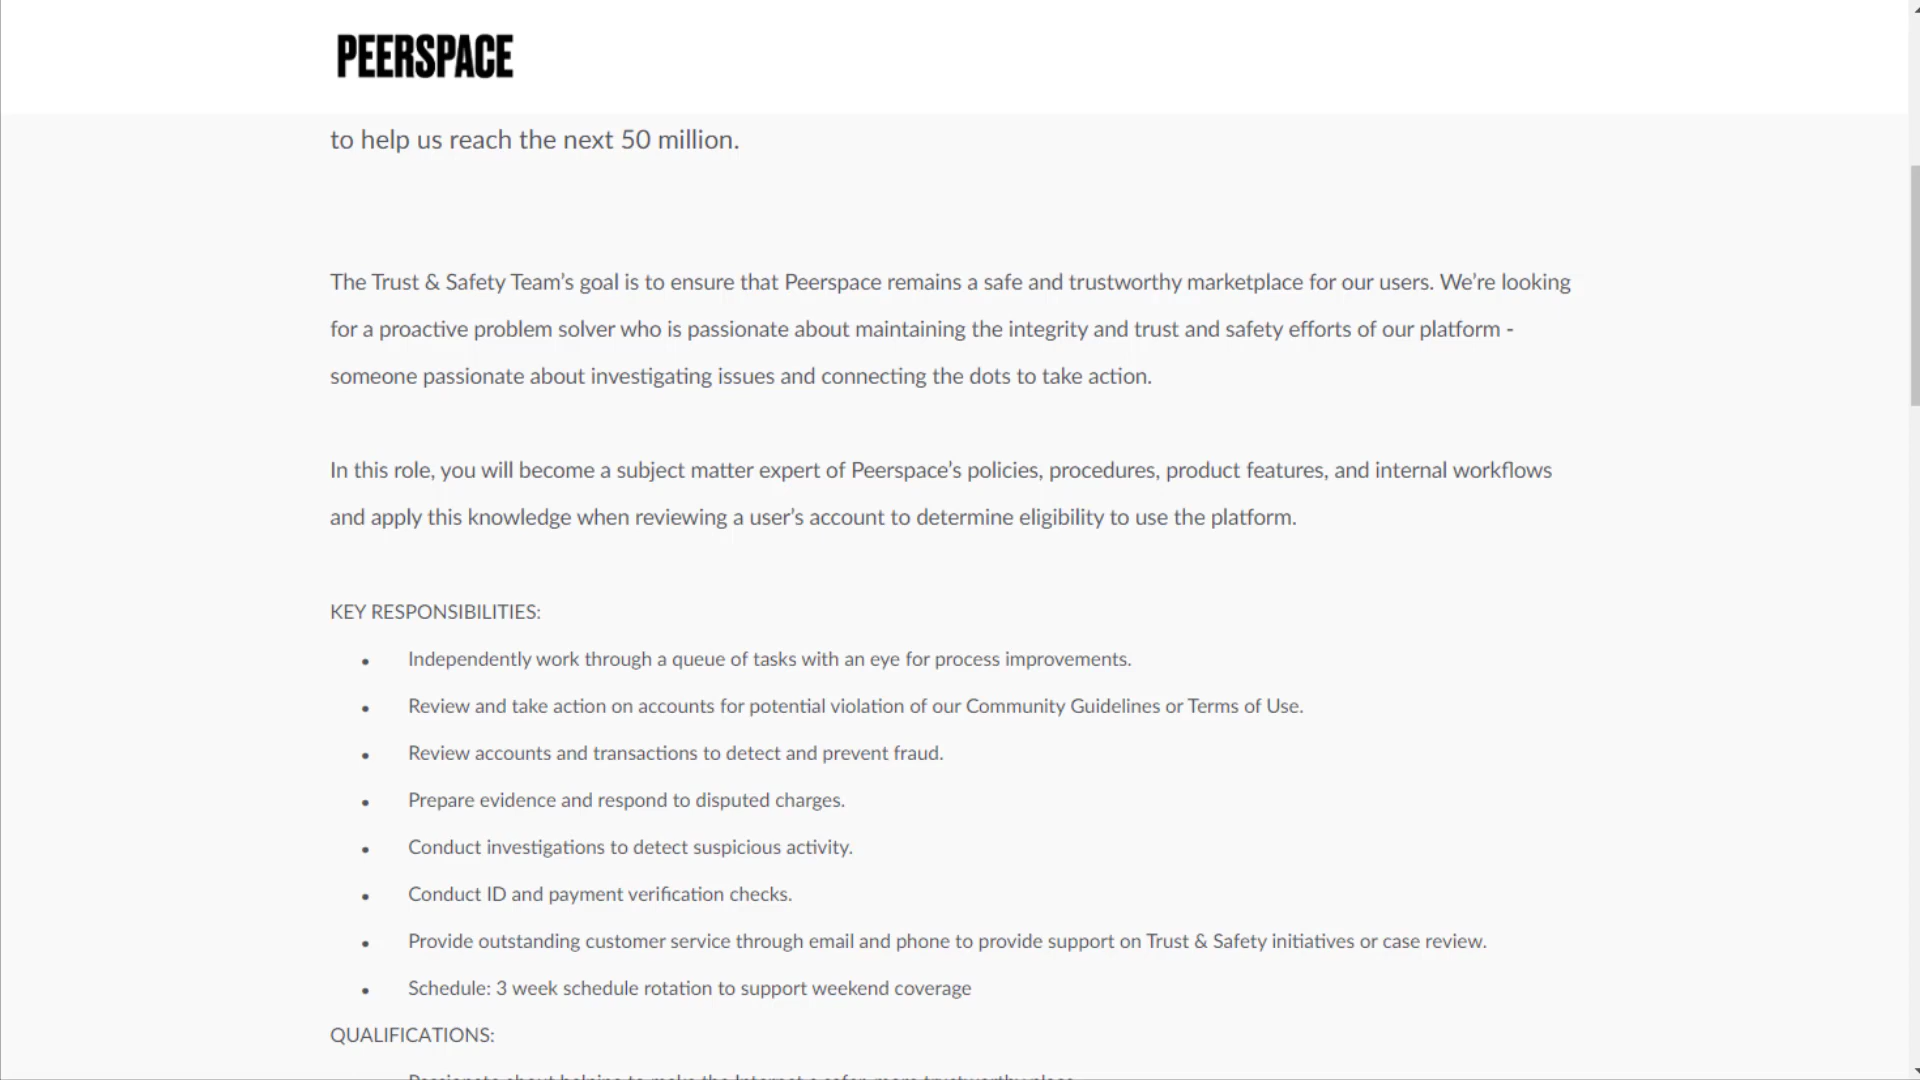 PEERSPACE
to help us reach the next 50 million.
The Trust & Safety Team’s goal is to ensure that Peerspace remains a safe and trustworthy marketplace for our users. We’re looking
for a proactive problem solver who is passionate about maintaining the integrity and trust and safety efforts of our platform -
someone passionate about investigating issues and connecting the dots to take action.
In this role, you will become a subject matter expert of Peerspace’s policies, procedures, product features, and internal workflows
and apply this knowledge when reviewing a user’s account to determine eligibility to use the platform.
KEY RESPONSIBILITIES:
• Independently work through a queue of tasks with an eye for process improvements.
• Review and take action on accounts for potential violation of our Community Guidelines or Terms of Use.
• Review accounts and transactions to detect and prevent fraud.
• Prepare evidence and respond to disputed charges.
• Conduct investigations to detect suspicious activity.
• Conduct ID and payment verification checks.
• Provide outstanding customer service through email and phone to provide support on Trust & Safety initiatives or case review.
• Schedule: 3 week schedule rotation to support weekend coverage
QUALIFICATIONS: